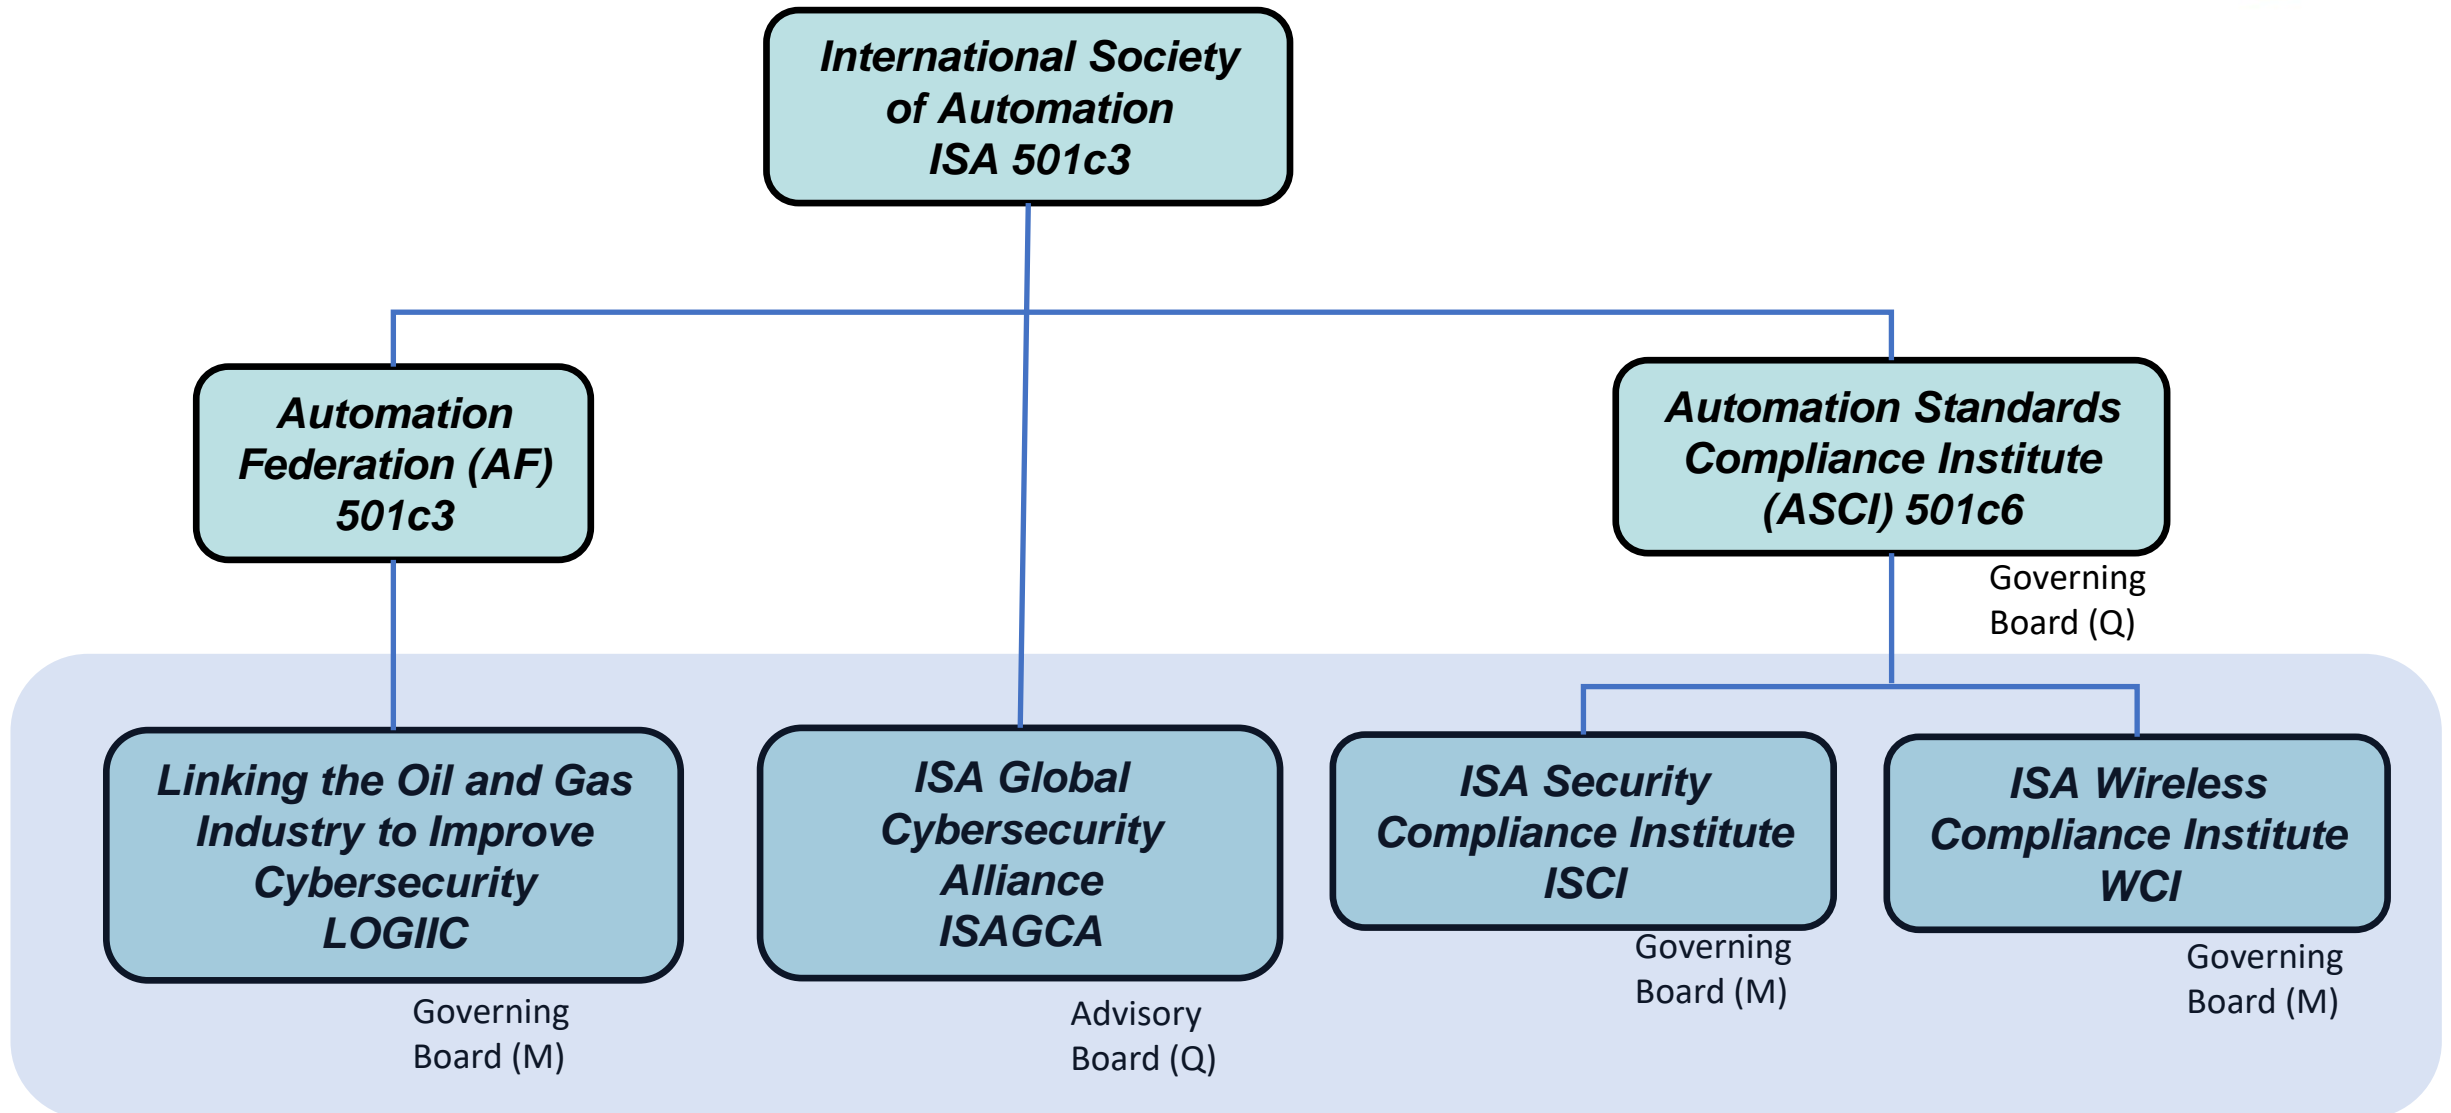 International Society
of Automation
ISA 501c3
Automation
Federation (AF)
501c3
Automation Standards
Compliance Institute
(ASCI) 501c6
Governing
Board (Q)
Linking the Oil and Gas
Industry to Improve
Cybersecurity
LOGIIC
Governing
Board (M)
ISA Global
Cybersecurity
Alliance
ISAGCA
Advisory
Board (Q)
ISA Security
Compliance Institute
ISCI
Governing
Board (M)
ISA Wireless
Compliance Institute
WCI
Governing
Board (M)